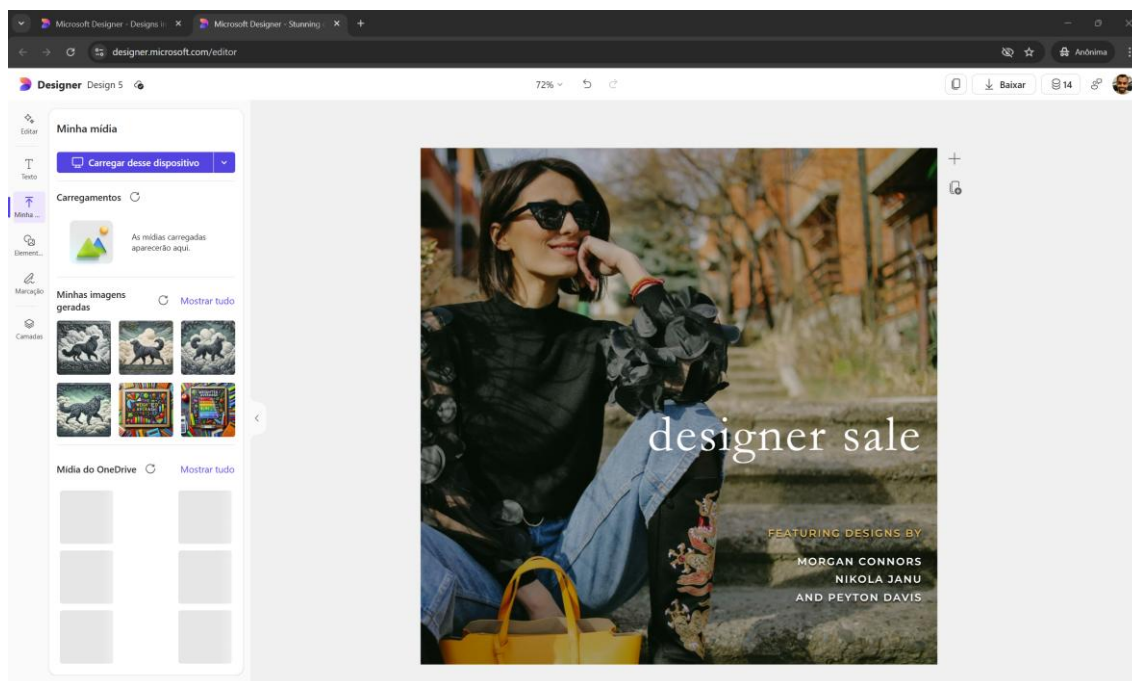 Microsoft Designer - Designs i
Microsoft Designer - Stunning
designer.microsoft.com/editor
Anônima
Designer Design 5
72%
Baixar
14
Editar
Texto
Minha ...
Element...
Marcação
Camadas
Minha mídia
Carregar desse dispositivo
Carregamentos
As mídias carregadas
aparecerão aqui.
Minhas imagens
geradas
Mostrar tudo
Mídia do OneDrive
Mostrar tudo
designer sale
FEATURING DESIGNS BY
MORGAN CONNORS
NIKOLA JANU
AND PEYTON DAVIS